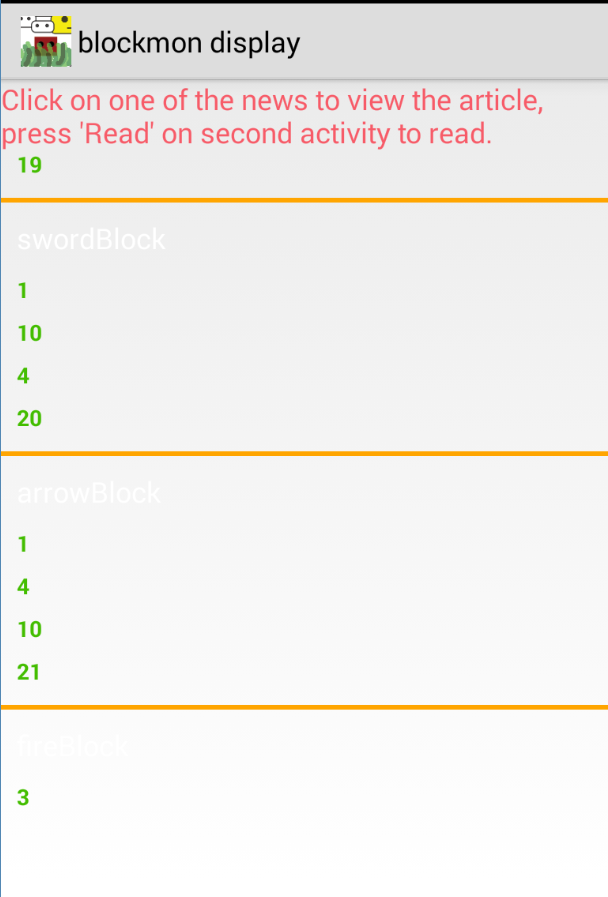 blockmon display
Click on one of the news to view the article,
press 'Read' on second activity to read.
19
swordBlock
1
10
4
20
arrowBlock
1
4
10
21
fireBlock
3